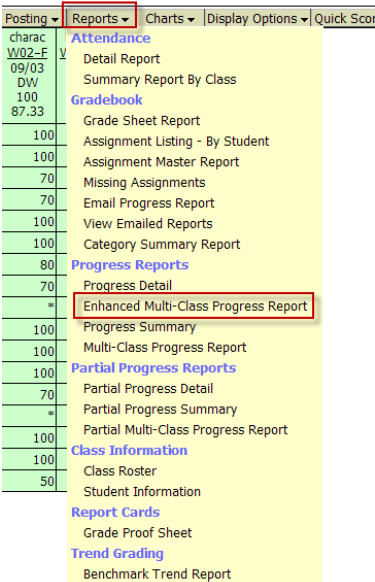 Posting Reports Charts Display Options Quick Scor
charac
W02-F W
09/03
DW
100
87.33
100
100
70
70
100
100
80
70
*
100
100
100
70
*
100
100
50
Attendance
Detail Report
Summary Report By Class
Gradebook
Grade Sheet Report
Assignment Listing - By Student
Assignment Master Report
Missing Assignments
Email Progress Report
View Emailed Reports
Category Summary Report
Progress Reports
Progress Detail
Enhanced Multi-Class Progress Report
Progress Summary
Multi-Class Progress Report
Partial Progress Reports
Partial Progress Detail
Partial Progress Summary
Partial Multi-Class Progress Report
Class Information
Class Roster
Student Information
Report Cards
Grade Proof Sheet
Trend Grading
Benchmark Trend Report